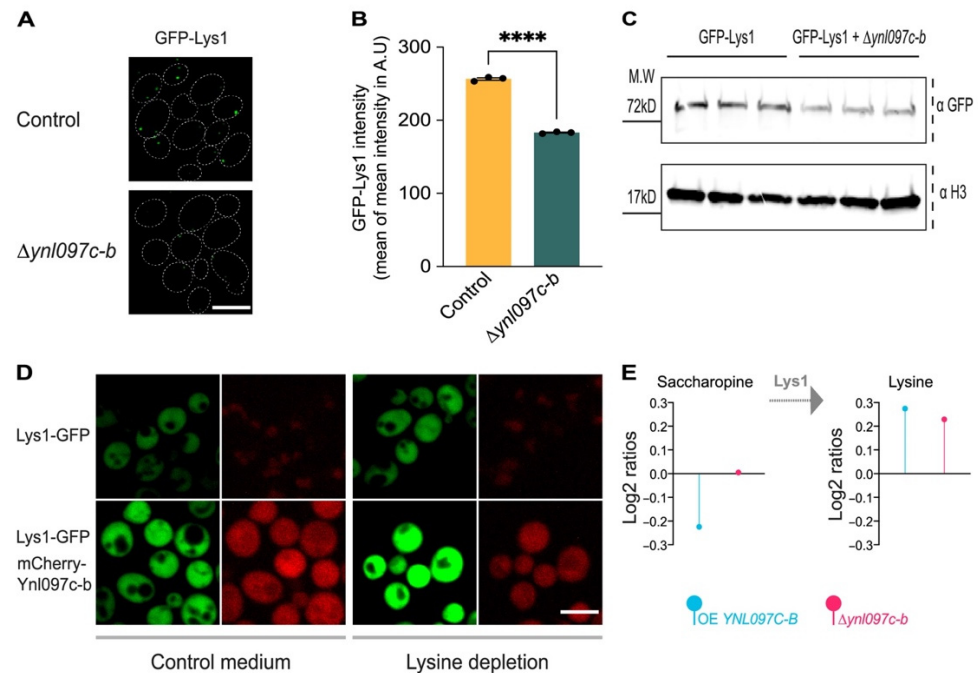 A
GFP-Lys1
Control
Δynl097c-b
B
****
300
200
100
0
GFP-Lys1 intensity
(mean of mean intensity in A.U)
Control
Δynl097c-b
C
GFP-Lys1
GFP-Lys1 + Δynl097c-b
M.W
72kD
α GFP
17kD
α H3
D
Lys1-GFP
Lys1-GFP
mCherry-
Ynl097c-b
Control medium
Lysine depletion
E
Saccharopine
Lys1
Lysine
Log2 ratios
0.3
0.2
0.1
0.0
−0.1
−0.2
−0.3
Log2 ratios
0.3
0.2
0.1
0.0
−0.1
−0.2
−0.3
OE YNL097C-B
Δynl097c-b